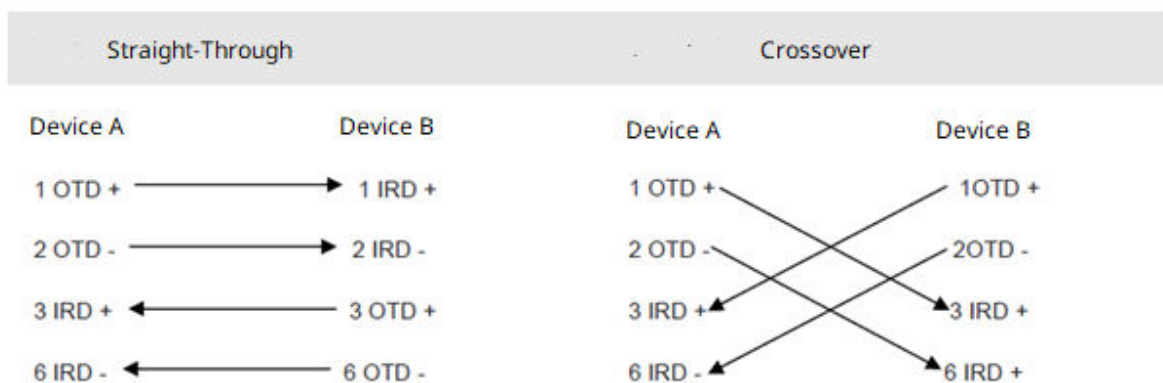 Straight-Through Crossover
Device A Device B Device A Device B
1 OTD + 1 IRD + 1 OTD + 1OTD +
2 OTD - 2 IRD - 2 OTD - 2OTD -
3 IRD + 3 OTD + 3 IRD + 3 IRD +
6 IRD - 6 OTD - 6 IRD - 6 IRD +